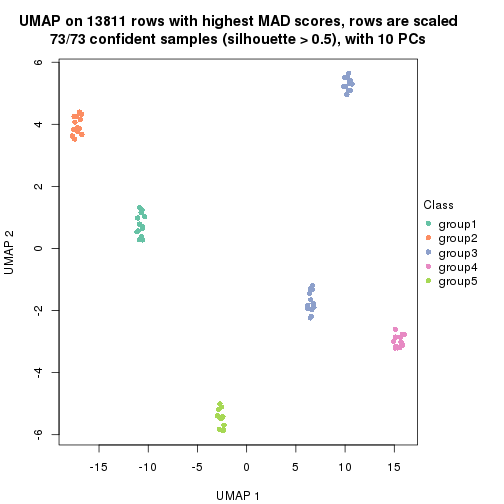 UMAP on 13811 rows with highest MAD scores, rows are scaled
73/73 confident samples (silhouette > 0.5), with 10 PCs
6
4
2
0
-2
-4
-6
UMAP 2
-15
-10
-5
0
5
10
15
UMAP 1
Class
group1
group2
group3
group4
group5